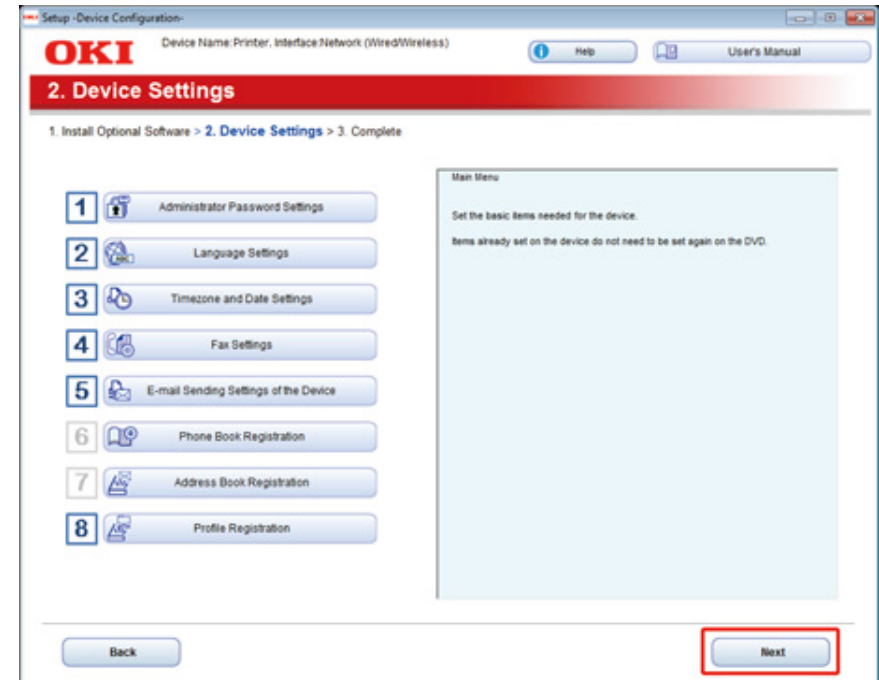 Setup -Device Configuration-
OKI
Device Name:Printer, Interface:Network (Wired/Wireless)
Help
User's Manual
2. Device Settings
1. Install Optional Software > 2. Device Settings > 3. Complete
Main Menu
Set the basic items needed for the device.
Items already set on the device do not need to be set again on the DVD.
1 Administrator Password Settings
2 Language Settings
3 Timezone and Date Settings
4 Fax Settings
5 E-mail Sending Settings of the Device
6 Phone Book Registration
7 Address Book Registration
8 Profile Registration
Back
Next